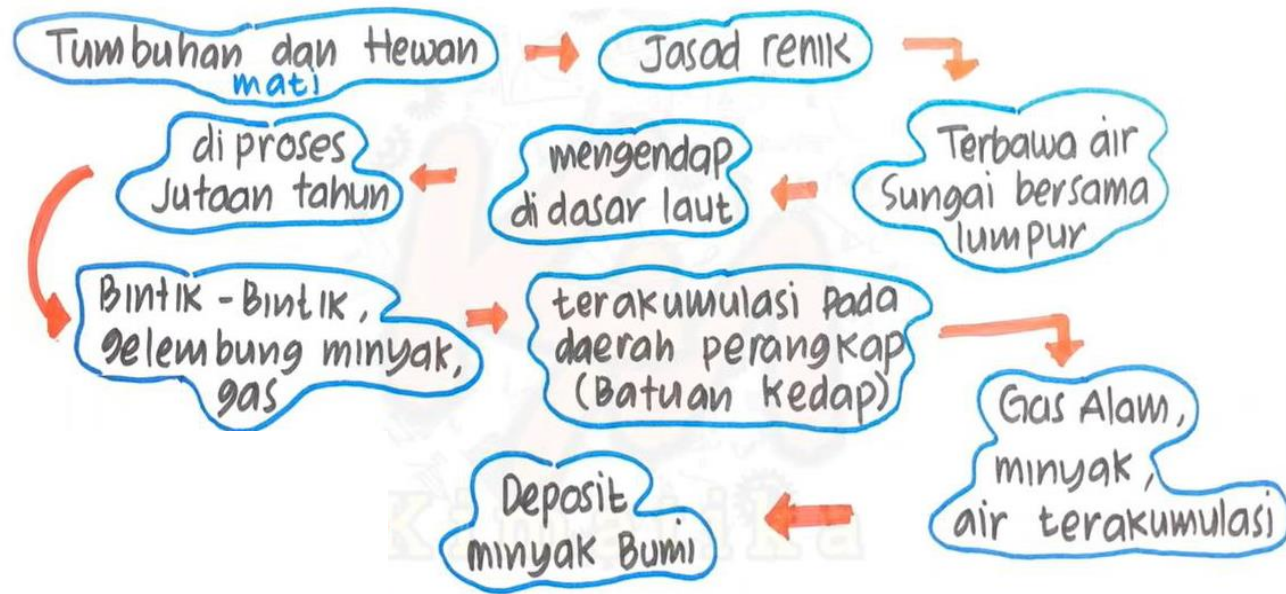 Tumbuhan dan Hewan
mati
Jasad renik
Terbawa air
Sungai bersama
lumpur
mengendap
di dasar laut
di proses
Jutaan tahun
Bintik-Bintik,
gelembung minyak,
gas
terakumulasi pada
daerah perangkap
(Batuan Kedap)
Gas Alam,
minyak,
air terakumulasi
Deposit
minyak Bumi
Kimatika